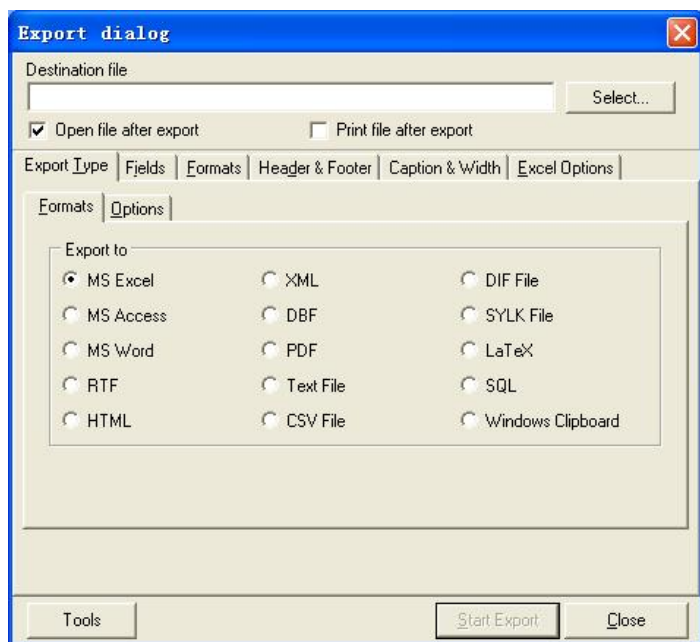 Export dialog
Destination file
Select...
Open file after export Print file after export
Export Type Fields Formats Header & Footer Caption & Width Excel Options
Formats Options
Export to
MS Excel XML DIF File
MS Access DBF SYLK File
MS Word PDF LaTeX
RTF Text File SQL
HTML CSV File Windows Clipboard
Tools Start Export Close